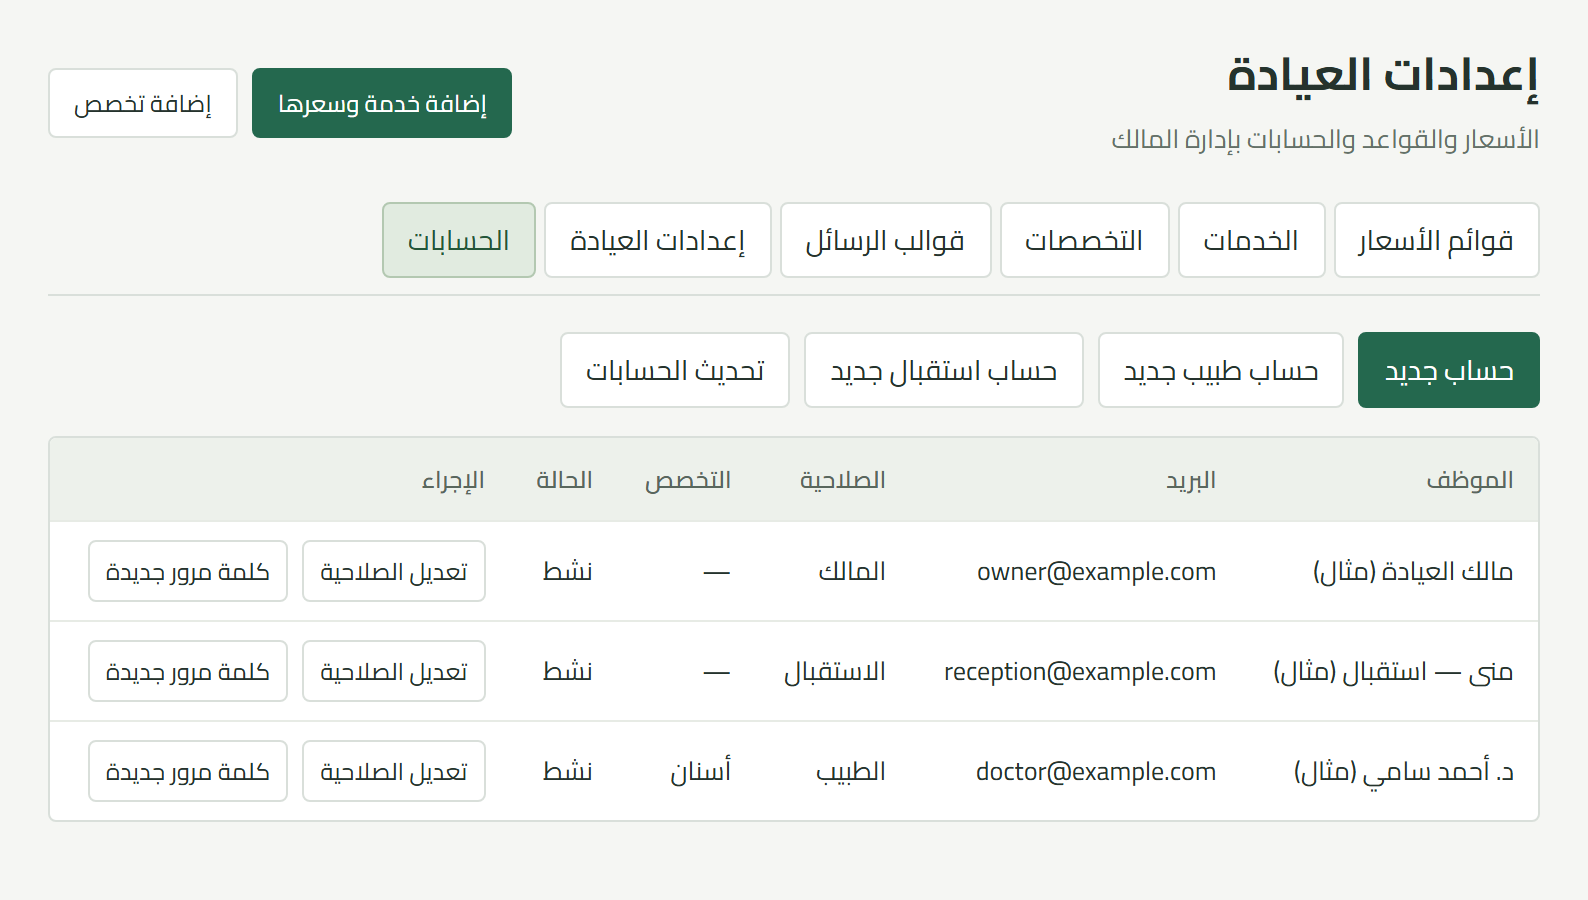 إعدادات العيادة
الأسعار والقواعد والحسابات بإدارة المالك
إضافة خدمة وسعرها
إضافة تخصص
قوائم الأسعار
الخدمات
التخصصات
قوالب الرسائل
إعدادات العيادة
الحسابات
حساب جديد
حساب طبيب جديد
حساب استقبال جديد
تحديث الحسابات
الموظف البريد الصلاحية التخصص الحالة الإجراء
مالك العيادة (مثال) owner@example.com المالك — نشط تعديل الصلاحية كلمة مرور جديدة
منى — استقبال (مثال) reception@example.com الاستقبال — نشط تعديل الصلاحية كلمة مرور جديدة
د. أحمد سامي (مثال) doctor@example.com الطبيب أسنان نشط تعديل الصلاحية كلمة مرور جديدة